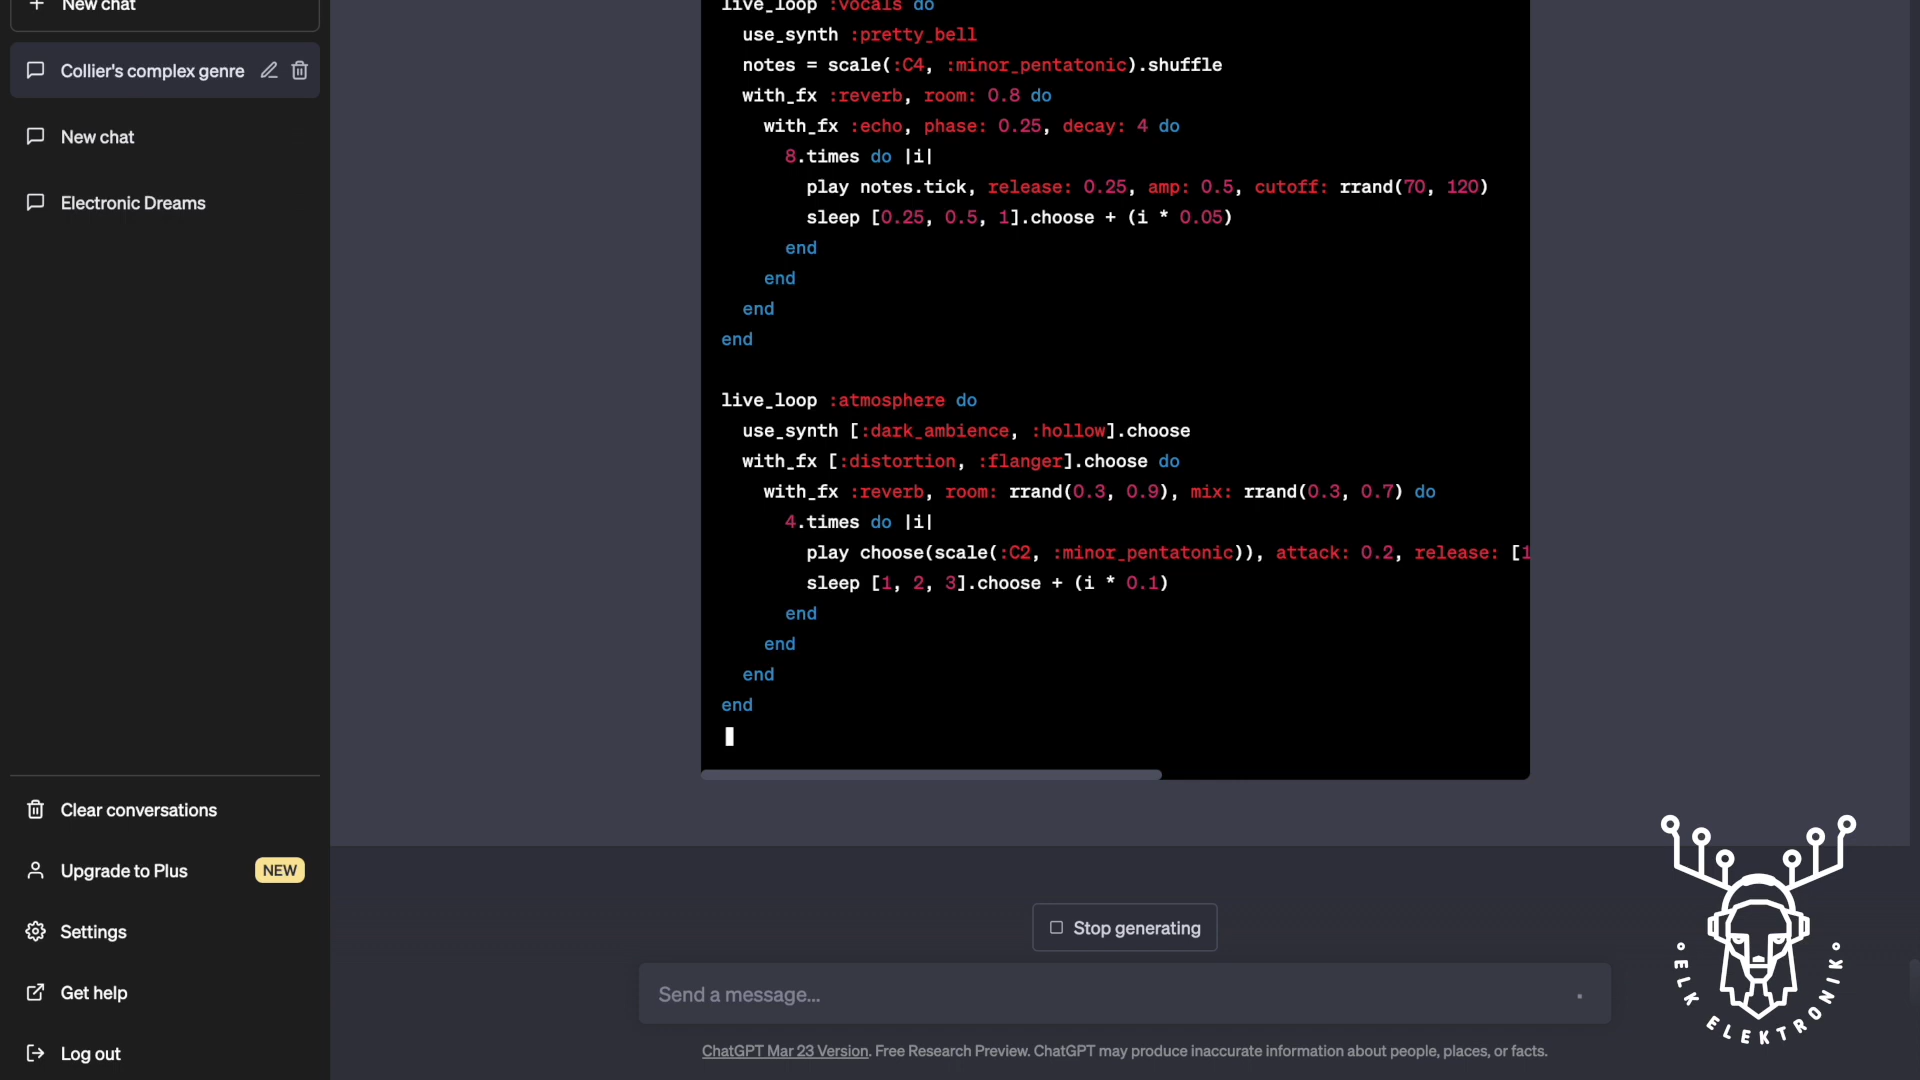 New chat
Collier's complex genre
New chat
Electronic Dreams
Clear conversations
Upgrade to Plus NEW
Settings
Get help
Log out
live_loop :vocals do
use_synth :pretty_bell
notes = scale(:C4, :minor_pentatonic).shuffle
with_fx :reverb, room: 0.8 do
with_fx :echo, phase: 0.25, decay: 4 do
8.times do |i|
play notes.tick, release: 0.25, amp: 0.5, cutoff: rrand(70, 120)
sleep [0.25, 0.5, 1].choose + (i * 0.05)
end
end
end
end
live_loop :atmosphere do
use_synth [:dark_ambience, :hollow].choose
with_fx [:distortion, :flanger].choose do
with_fx :reverb, room: rrand(0.3, 0.9), mix: rrand(0.3, 0.7) do
4.times do |i|
play choose(scale(:C2, :minor_pentatonic)), attack: 0.2, release: [1
sleep [1, 2, 3].choose + (i * 0.1)
end
end
end
end
Stop generating
Send a message...
ChatGPT Mar 23 Version. Free Research Preview. ChatGPT may produce inaccurate information about people, places, or facts.
ELK ELEKTRONIK